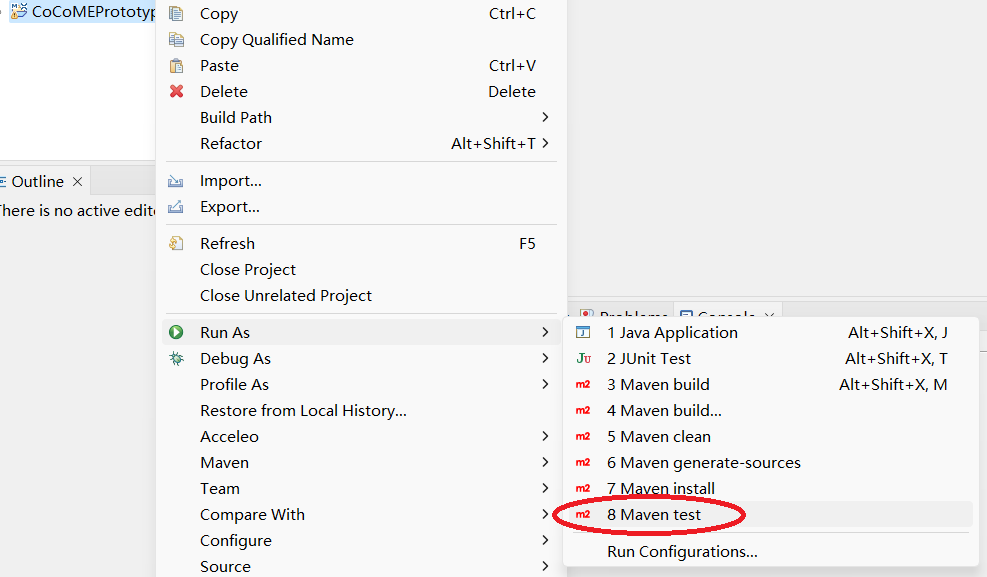 CoCoMEPrototyp
Copy Ctrl+C
Copy Qualified Name
Paste Ctrl+V
Delete Delete
Build Path
Refactor Alt+Shift+T
Outline
There is no active edit
Import...
Export...
Refresh F5
Close Project
Close Unrelated Project
Problems Console
Run As
Debug As
Profile As
Restore from Local History...
Acceleo
Maven
Team
Compare With
Configure
Source
1 Java Application Alt+Shift+X, J
Ju 2 JUnit Test Alt+Shift+X, T
m2 3 Maven build Alt+Shift+X, M
m2 4 Maven build...
m2 5 Maven clean
m2 6 Maven generate-sources
m2 7 Maven install
m2 8 Maven test
Run Configurations...